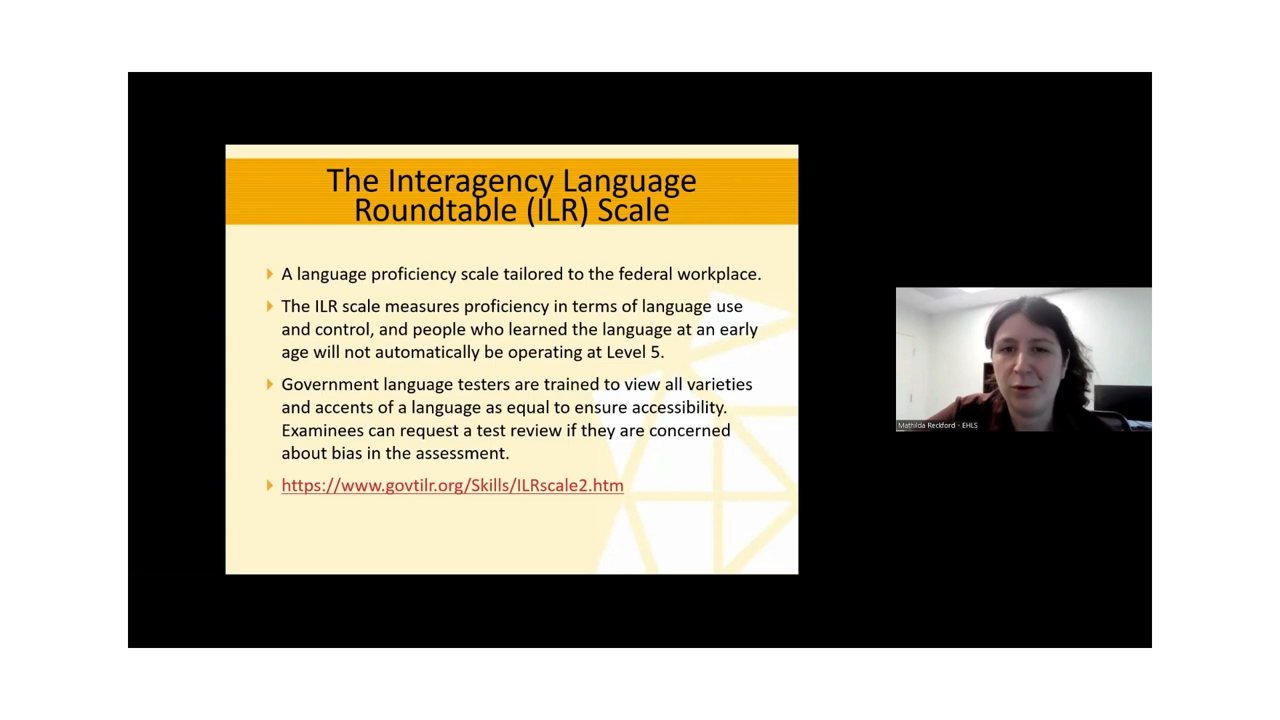 The Interagency Language
Roundtable (ILR) Scale
A language proficiency scale tailored to the federal workplace.
The ILR scale measures proficiency in terms of language use
and control, and people who learned the language at an early
age will not automatically be operating at Level 5.
Government language testers are trained to view all varieties
and accents of a language as equal to ensure accessibility.
Examinees can request a test review if they are concerned
about bias in the assessment.
https://www.govtilr.org/Skills/ILRscale2.htm
Mathilda Reckford - EHLS